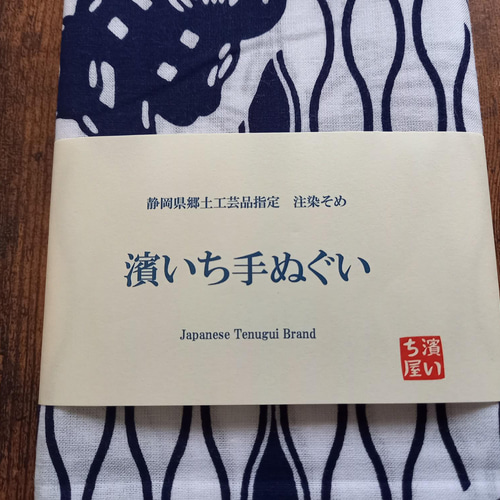 静岡県郷土工芸品指定　注染そめ
濱いち手ぬぐい
Japanese Tenugui Brand
濱い
ち屋